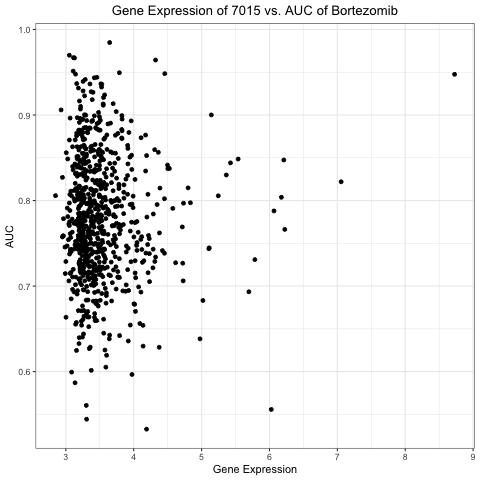 Gene Expression of 7015 vs. AUC of Bortezomib
1.0
0.9
0.8
0.7
0.6
AUC
3 4 5 6 7 8 9
Gene Expression